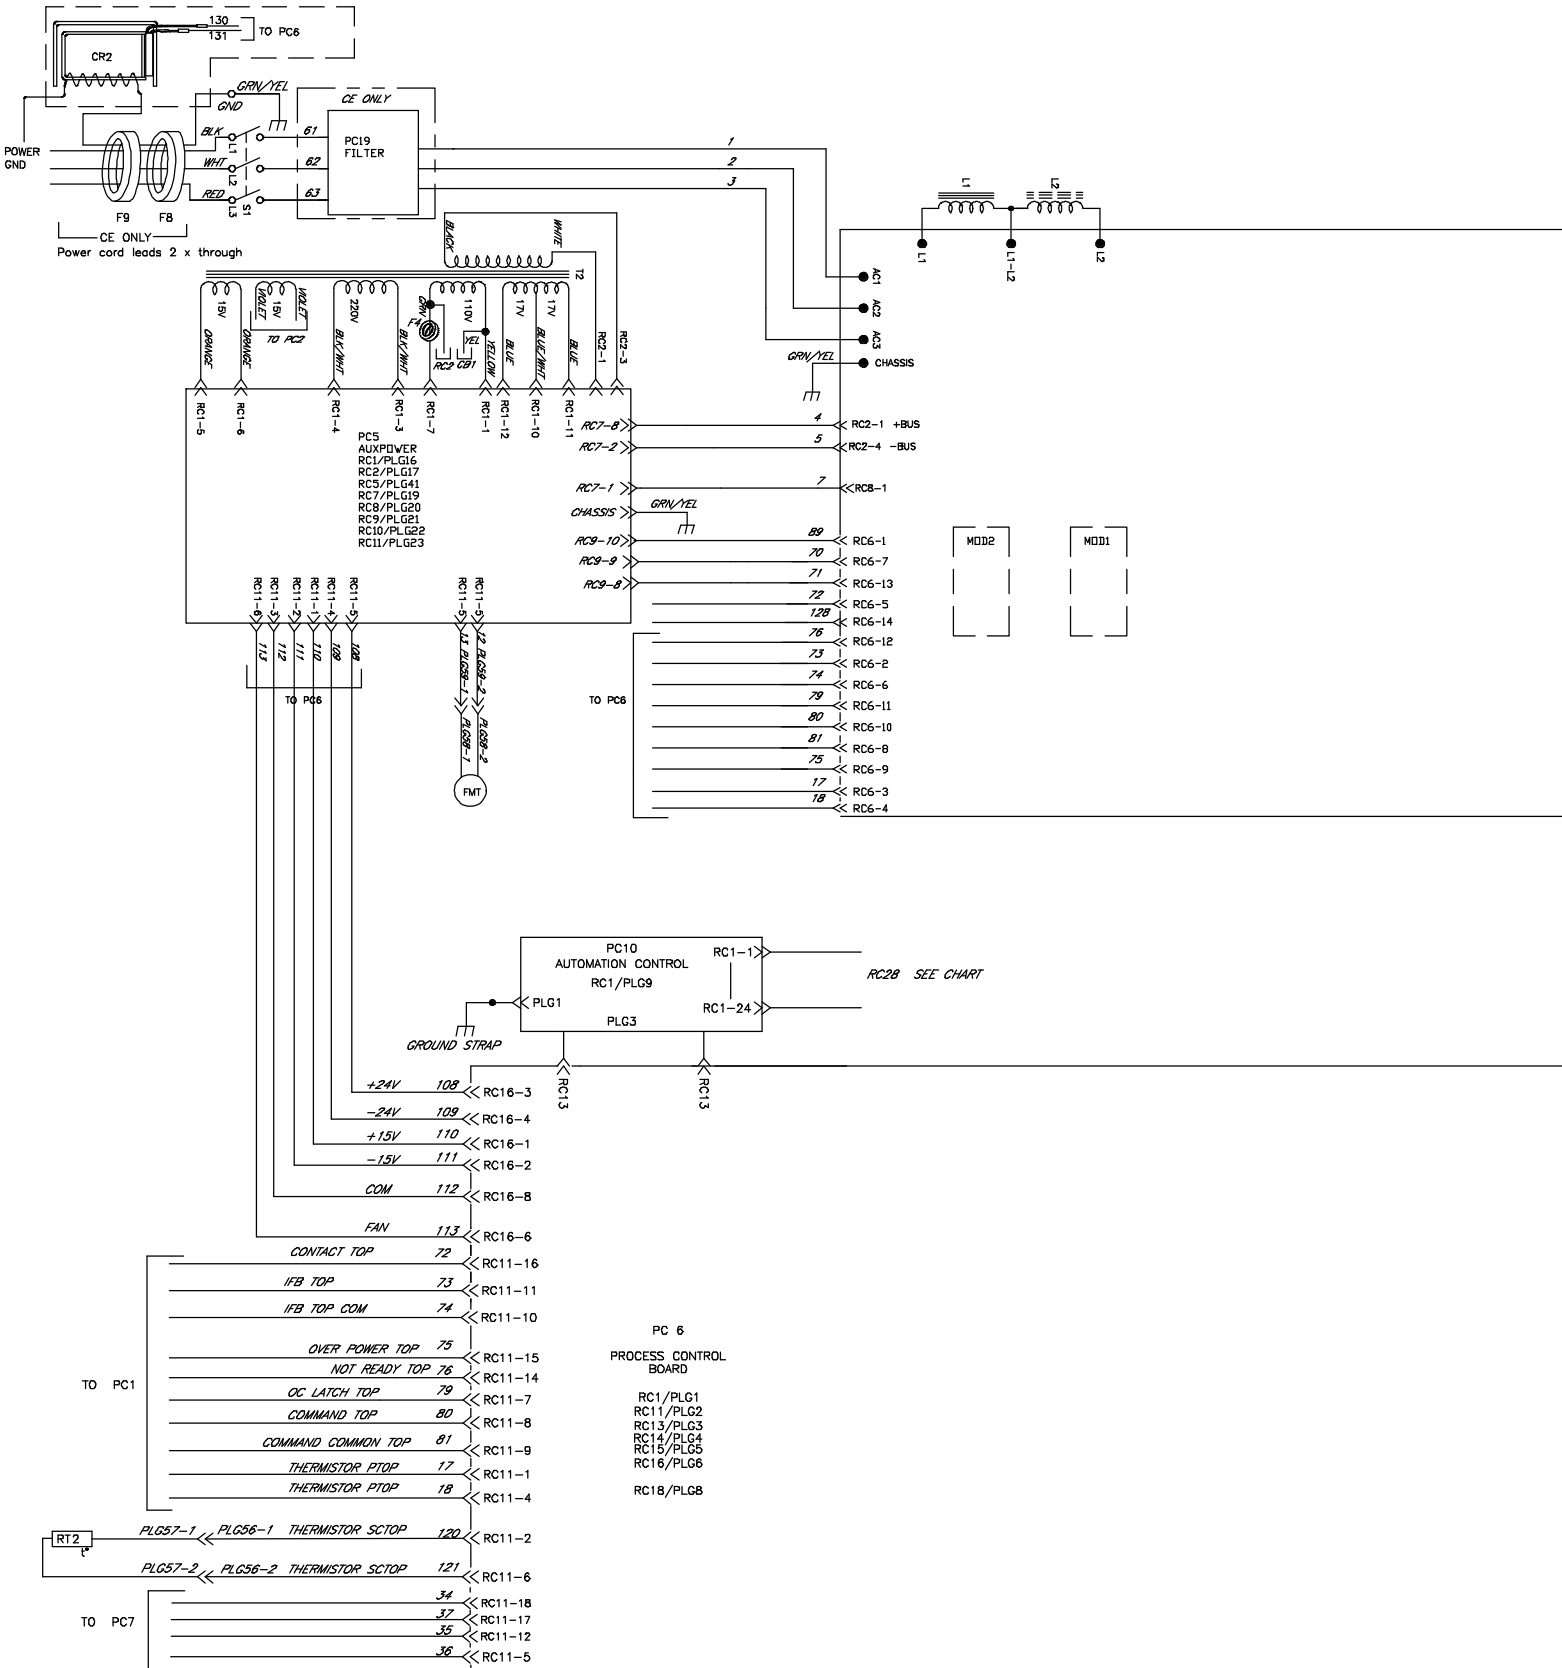 130
131
TO PC6
CR2
GRN/YEL
GND
CE ONLY
PC19
FILTER
BLK
L1
WHT
L2
RED
L3
S1
61
62
63
POWER
GND
F9
F8
CE ONLY
Power cord leads 2 x through
1
2
3
L1
L2
L1
L1-L2
L2
AC1
AC2
AC3
GRN/YEL
CHASSIS
BLACK
WHITE
T2
15V
VIOLET
15V
VIOLET
TO PC2
220V
110V
17V
17V
ORANGE
ORANGE
BLK/WHT
BLK/WHT
GRN
F4
RC2
CB1
YEL
YELLOW
BLUE
BLUE/WHT
BLUE
RC2-1
RC2-3
RC1-5
RC1-6
RC1-4
RC1-3
RC1-7
RC1-1
RC1-12
RC1-10
RC1-11
PC5
AUXPOWER
RC1/PLG16
RC2/PLG17
RC5/PLG41
RC7/PLG19
RC8/PLG20
RC9/PLG21
RC10/PLG22
RC11/PLG23
RC7-8
4
RC2-1 +BUS
RC7-2
5
RC2-4 -BUS
RC7-1
7
RC8-1
CHASSIS
GRN/YEL
RC9-10
89
RC6-1
RC9-9
70
RC6-7
RC9-8
71
RC6-13
72
RC6-5
128
RC6-14
76
RC6-12
73
RC6-2
74
RC6-6
79
RC6-11
80
RC6-10
81
RC6-8
75
RC6-9
17
RC6-3
18
RC6-4
TO PC6
MOD2
MOD1
RC11-6
RC11-3
RC11-2
RC11-1
RC11-4
RC11-5
RC11-5
RC11-5
113
112
111
110
109
108
TO PC6
13 PLG59-1
12 PLG59-2
PLG58-1
PLG58-2
FMT
PC10
AUTOMATION CONTROL
RC1/PLG9
PLG1
PLG3
RC1-1
RC1-24
RC28 SEE CHART
GROUND STRAP
RC13
RC13
+24V 108 RC16-3
-24V 109 RC16-4
+15V 110 RC16-1
-15V 111 RC16-2
COM 112 RC16-8
FAN 113 RC16-6
CONTACT TOP 72 RC11-16
IFB TOP 73 RC11-11
IFB TOP COM 74 RC11-10
OVER POWER TOP 75 RC11-15
NOT READY TOP 76 RC11-14
OC LATCH TOP 79 RC11-7
COMMAND TOP 80 RC11-8
COMMAND COMMON TOP 81 RC11-9
THERMISTOR PTOP 17 RC11-1
THERMISTOR PTOP 18 RC11-4
TO PC1
RT2
t°
PLG57-1 PLG56-1 THERMISTOR SCTOP 120 RC11-2
PLG57-2 PLG56-2 THERMISTOR SCTOP 121 RC11-6
TO PC7
34 RC11-18
37 RC11-17
35 RC11-12
36 RC11-5
PC 6
PROCESS CONTROL
BOARD
RC1/PLG1
RC11/PLG2
RC13/PLG3
RC14/PLG4
RC15/PLG5
RC16/PLG6
RC18/PLG8